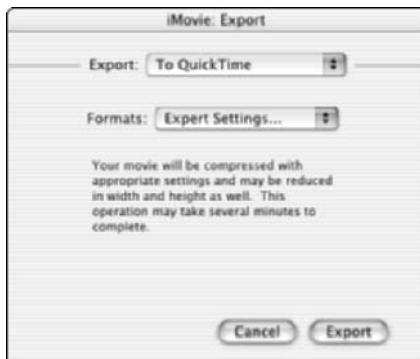 iMovie: Export
Export: To QuickTime
Formats: Expert Settings...
Your movie will be compressed with
appropriate settings and may be reduced
in width and height as well. This
operation may take several minutes to
complete.
Cancel Export